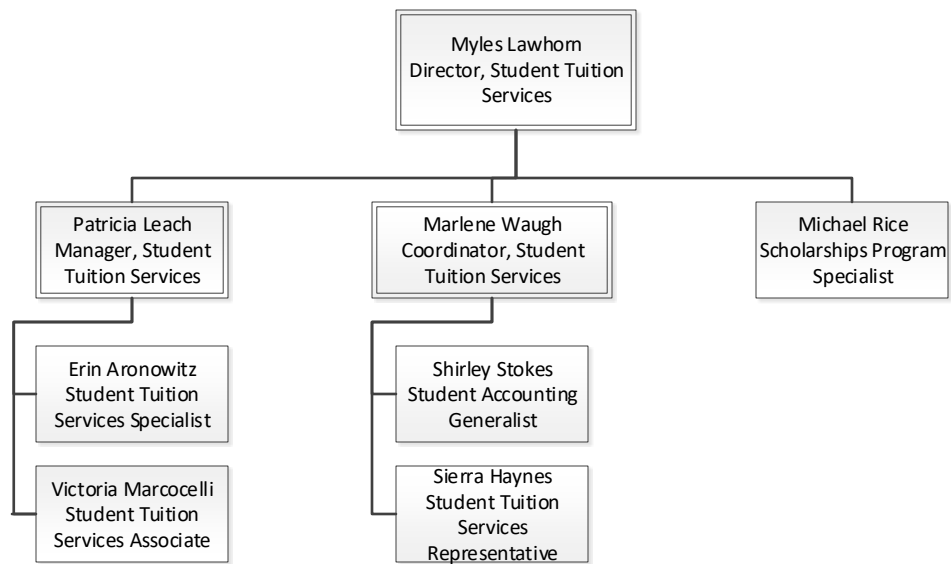 Myles Lawhorn
Director, Student Tuition
Services
Patricia Leach
Manager, Student
Tuition Services
Marlene Waugh
Coordinator, Student
Tuition Services
Michael Rice
Scholarships Program
Specialist
Erin Aronowitz
Student Tuition
Services Specialist
Shirley Stokes
Student Accounting
Generalist
Victoria Marcocelli
Student Tuition
Services Associate
Sierra Haynes
Student Tuition
Services
Representative